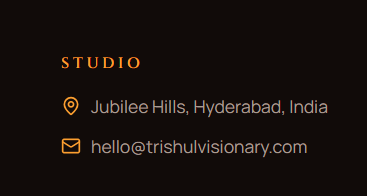 STUDIO
Jubilee Hills, Hyderabad, India
hello@trishulvisionary.com